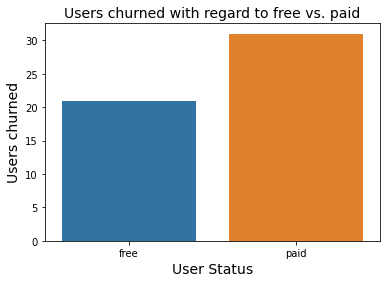 Users churned with regard to free vs. paid
30
25
20
15
10
5
0
Users churned
free paid
User Status